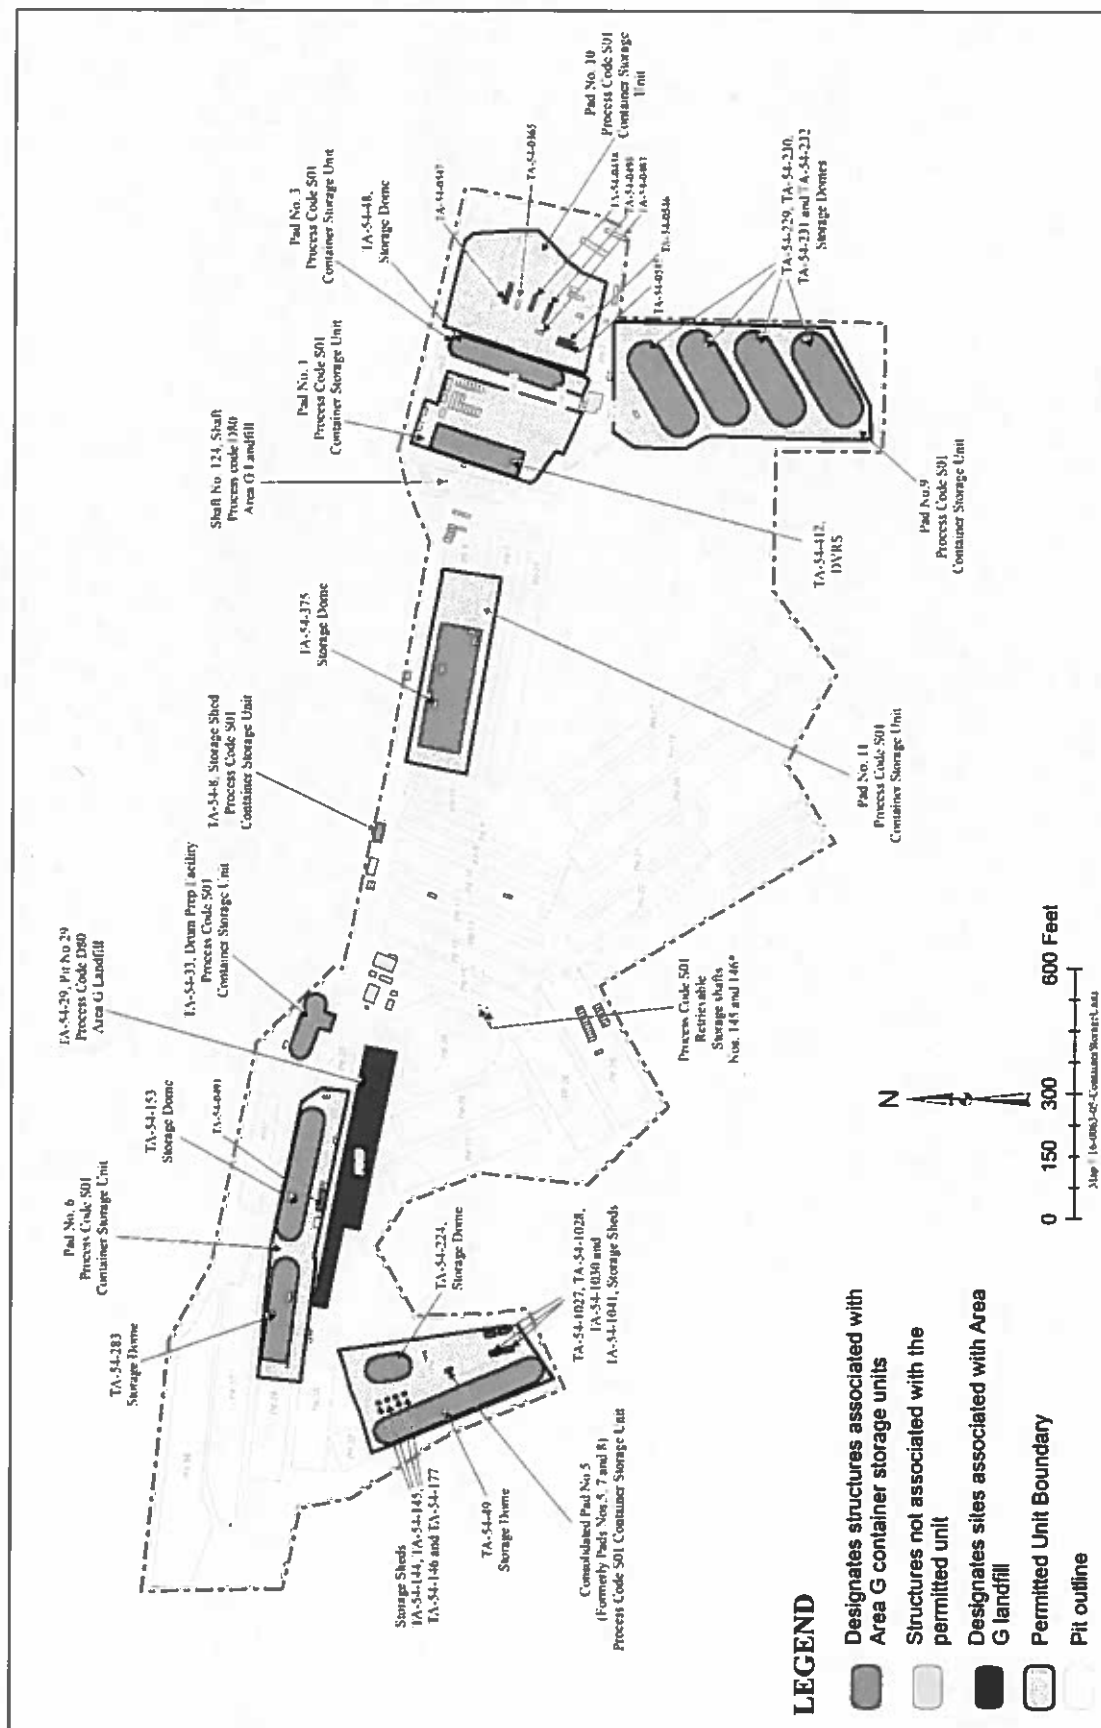 Pad No. 10
Process Code S01
Container Storage
Unit
TA-54-0365
TA-54-0547
Pad No. 3
Process Code S01
Container Storage Unit
TA-54-48,
Storage Dome
Pad No. 1
Process Code S01
Container Storage Unit
Shaft No. 124, Shaft
Process code D80
Area G Landfill
TA-54-0546
TA-54-229, TA-54-230,
TA-54-231 and TA-54-232
Storage Domes
Pad No.9
Process Code S01
Container Storage Unit
TA-54-412,
DVRS
TA-54-375
Storage Dome
Pad No. 11
Process Code S01
Container Storage Unit
TA-54-8, Storage Shed
Process Code S01
Container Storage Unit
TA-54-33, Drum Prep Facility
Process Code S01
Container Storage Unit
TA-54-29, Pit No 29
Process Code D80
Area G Landfill
Process Code S01
Retrievable
Storage shafts
Nos. 145 and 146*
TA-54-153
Storage Dome
TA-54-0491
Pad No. 6
Process Code S01
Container Storage Unit
TA-54-283
Storage Dome
TA-54-224,
Storage Dome
TA-54-1027, TA-54-1028,
TA-54-1030 and
TA-54-1041, Storage Sheds
Storage Sheds
TA-54-144, TA-54-145,
TA-54-146 and TA-54-177
TA-54-49
Storage Dome
Consolidated Pad No 5
(Formerly Pads Nos.5, 7 and 8)
Process Code S01 Container Storage Unit
N
0 150 300 600 Feet
LEGEND
Designates structures associated with
Area G container storage units
Structures not associated with the
permitted unit
Designates sites associated with Area
G landfill
Permitted Unit Boundary
Pit outline